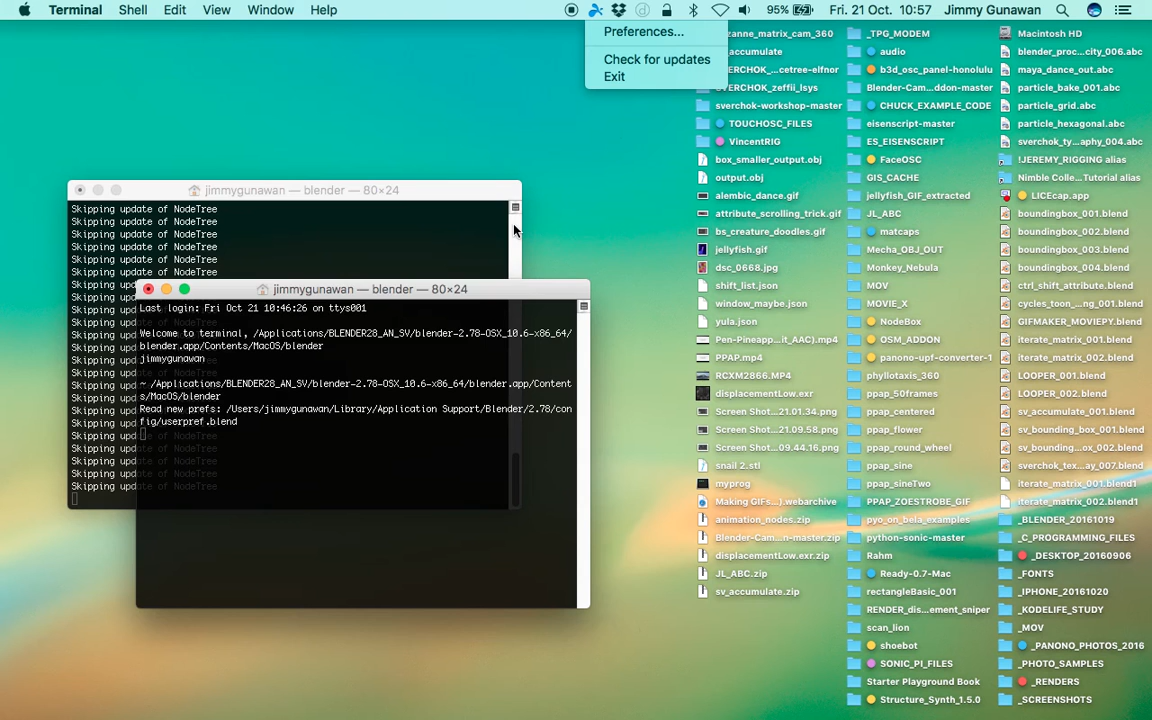 Terminal Shell Edit View Window Help
95% Fri. 21 Oct. 10:57 Jimmy Gunawan
Preferences...
Check for updates
Exit
jimmygunawan — blender — 80×24
Skipping update of NodeTree
Skipping update of NodeTree
Skipping update of NodeTree
Skipping update of NodeTree
Skipping update of NodeTree
Skipping update of NodeTree
jimmygunawan — blender — 80×24
Last login: Fri Oct 21 10:46:26 on ttys001
Welcome to terminal, /Applications/BLENDER28_AN_SV/blender-2.78-OSX_10.6-x86_64/
blender.app/Contents/MacOS/blender
jimmygunawan
~ /Applications/BLENDER28_AN_SV/blender-2.78-OSX_10.6-x86_64/blender.app/Content
s/MacOS/blender
Read new prefs: /Users/jimmygunawan/Library/Application Support/Blender/2.78/con
fig/userpref.blend
zanne_matrix_cam_360
accumulate
ERCHOK_...cetree-elfnor
SVERCHOK_zeffii_lsys
sverchok-workshop-master
TOUCHOSC_FILES
VincentRIG
box_smaller_output.obj
output.obj
alembic_dance.gif
attribute_scrolling_trick.gif
bs_creature_doodles.gif
jellyfish.gif
dsc_0668.jpg
shift_list.json
window_maybe.json
yula.json
Pen-Pineapp...it_AAC).mp4
PPAP.mp4
RCXM2866.MP4
displacementLow.exr
Screen Shot...21.01.34.png
Screen Shot...21.09.58.png
Screen Shot...09.44.16.png
snail 2.stl
myprog
Making GIFs...).webarchive
animation_nodes.zip
Blender-Cam...n-master.zip
displacementLow.exr.zip
JL_ABC.zip
sv_accumulate.zip
_TPG_MODEM
audio
b3d_osc_panel-honolulu
Blender-Cam...ddon-master
CHUCK_EXAMPLE_CODE
eisenscript-master
ES_EISENSCRIPT
FaceOSC
GIS_CACHE
jellyfish_GIF_extracted
JL_ABC
matcaps
Mecha_OBJ_OUT
Monkey_Nebula
MOV
MOVIE_X
NodeBox
OSM_ADDON
panono-upf-converter-1
phyllotaxis_360
ppap_50frames
ppap_centered
ppap_flower
ppap_round_wheel
ppap_sine
ppap_sineTwo
PPAP_ZOESTROBE_GIF
pyo_on_bela_examples
python-sonic-master
Rahm
Ready-0.7-Mac
rectangleBasic_001
RENDER_dis...ement_sniper
scan_lion
shoebot
SONIC_PI_FILES
Starter Playground Book
Structure_Synth_1.5.0
Macintosh HD
blender_proc...city_006.abc
maya_dance_out.abc
particle_bake_001.abc
particle_grid.abc
particle_hexagonal.abc
sverchok_ty...aphy_004.abc
!JEREMY_RIGGING alias
Nimble Colle...Tutorial alias
LICEcap.app
boundingbox_001.blend
boundingbox_002.blend
boundingbox_003.blend
boundingbox_004.blend
ctrl_shift_attribute.blend
cycles_toon...ng_001.blend
GIFMAKER_MOVIEPY.blend
iterate_matrix_001.blend
iterate_matrix_002.blend
LOOPER_001.blend
LOOPER_002.blend
sv_accumulate_001.blend
sv_bounding_box_001.blend
sv_bounding...ox_002.blend
sverchok_tex...ay_007.blend
iterate_matrix_001.blend1
iterate_matrix_002.blend1
_BLENDER_20161019
_C_PROGRAMMING_FILES
_DESKTOP_20160906
_FONTS
_IPHONE_20161020
_KODELIFE_STUDY
_MOV
_PANONO_PHOTOS_2016
_PHOTO_SAMPLES
_RENDERS
_SCREENSHOTS